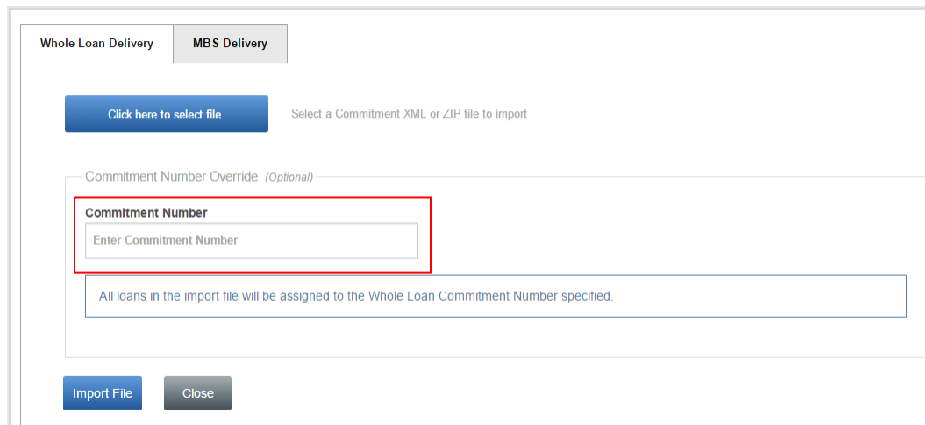 Whole Loan Delivery
MBS Delivery
Click here to select file
Select a Commitment XML or ZIP file to import
Commitment Number Override (Optional)
Commitment Number
Enter Commitment Number
All loans in the import file will be assigned to the Whole Loan Commitment Number specified.
Import File
Close